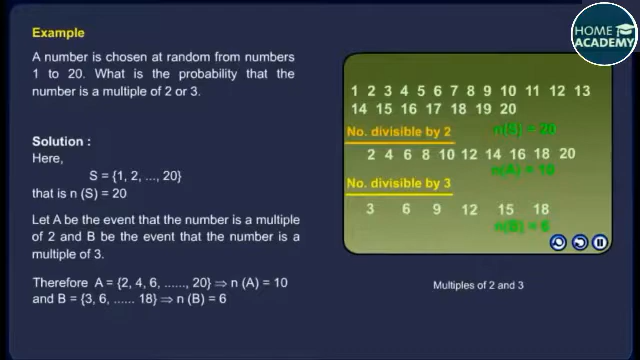 HOME
ACADEMY
Example
A number is chosen at random from numbers
1 to 20. What is the probability that the
number is a multiple of 2 or 3.
Solution :
Here,
S = {1, 2, ..., 20}
that is n (S) = 20
Let A be the event that the number is a multiple
of 2 and B be the event that the number is a
multiple of 3.
Therefore A = {2, 4, 6, ......, 20} ⇒ n (A) = 10
and B = {3, 6, ...... 18} ⇒ n (B) = 6
1 2 3 4 5 6 7 8 9 10 11 12 13
14 15 16 17 18 19 20
No. divisible by 2 n(S) = 20
2 4 6 8 10 12 14 16 18 20
n(A) = 10
No. divisible by 3
3 6 9 12 15 18
n(B) = 6
Multiples of 2 and 3